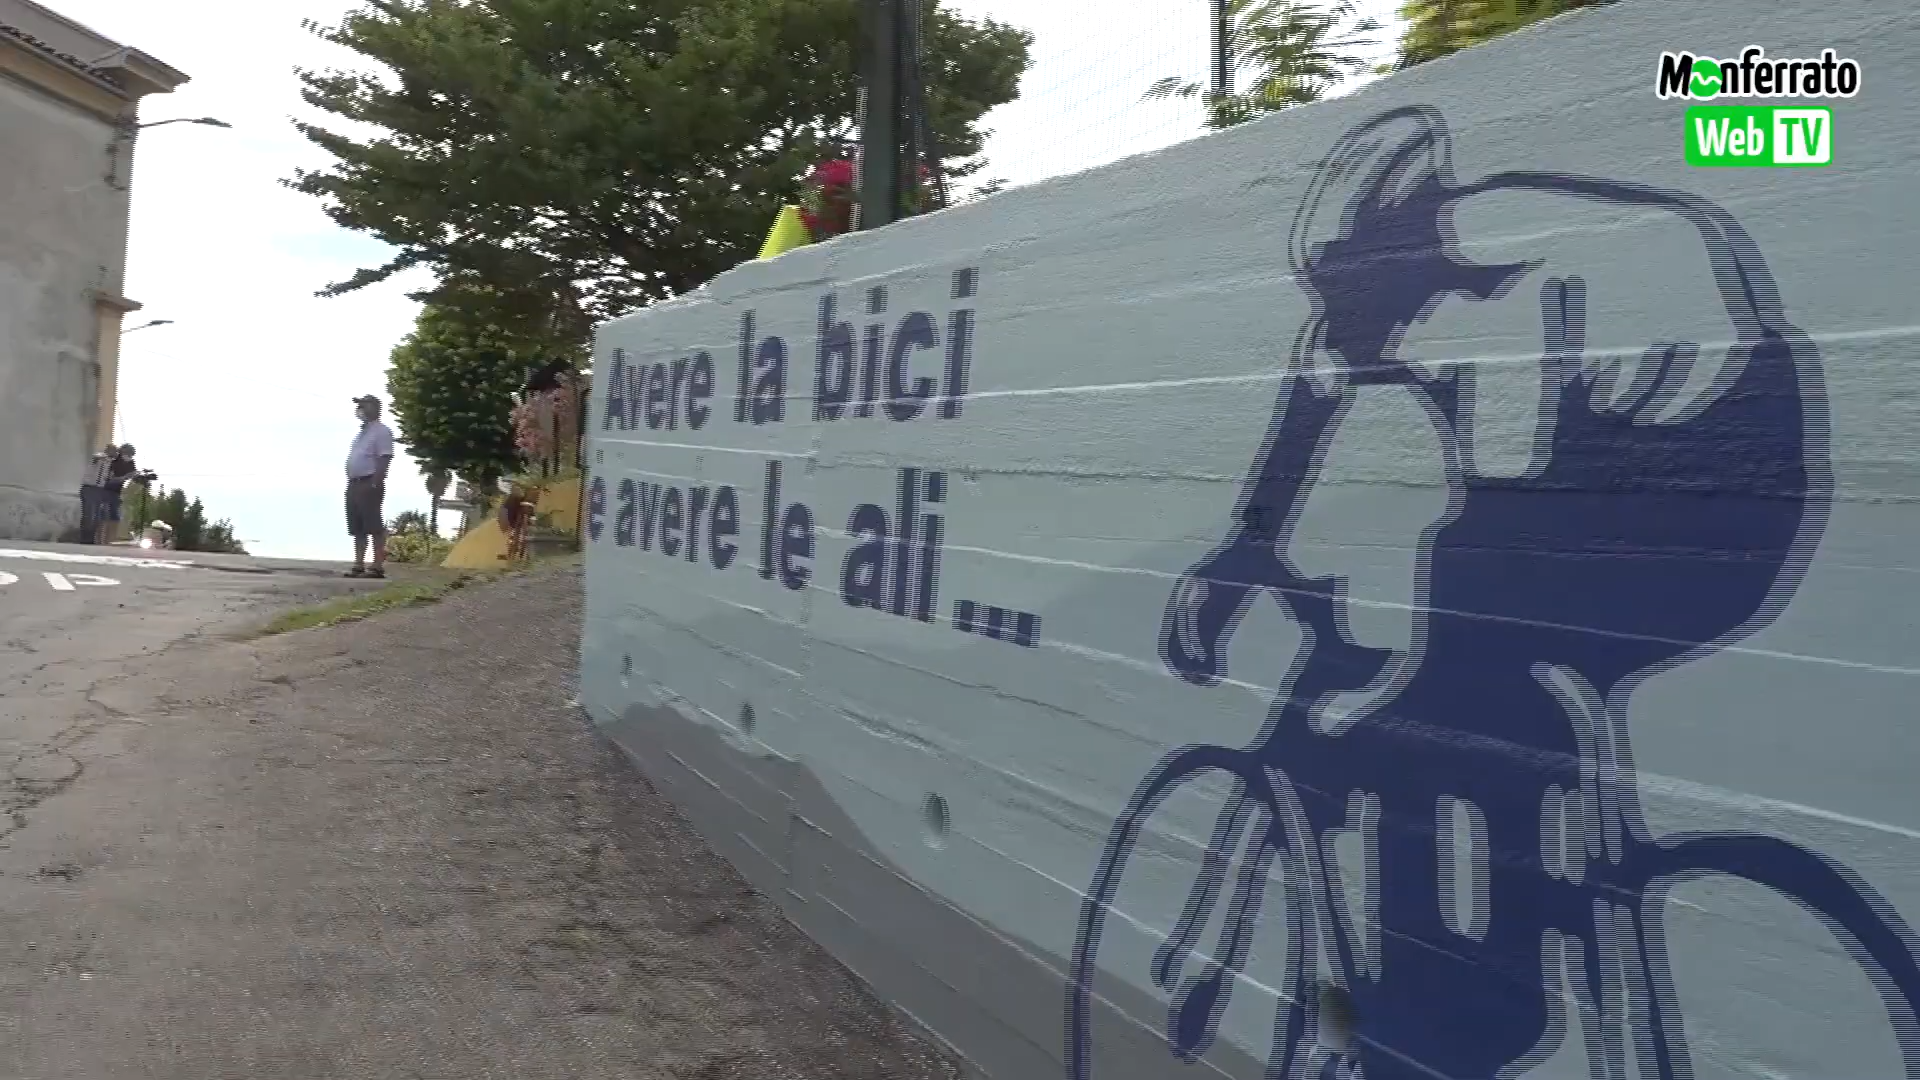 Monferrato
Web TV
Avere la bici
è avere le ali ...